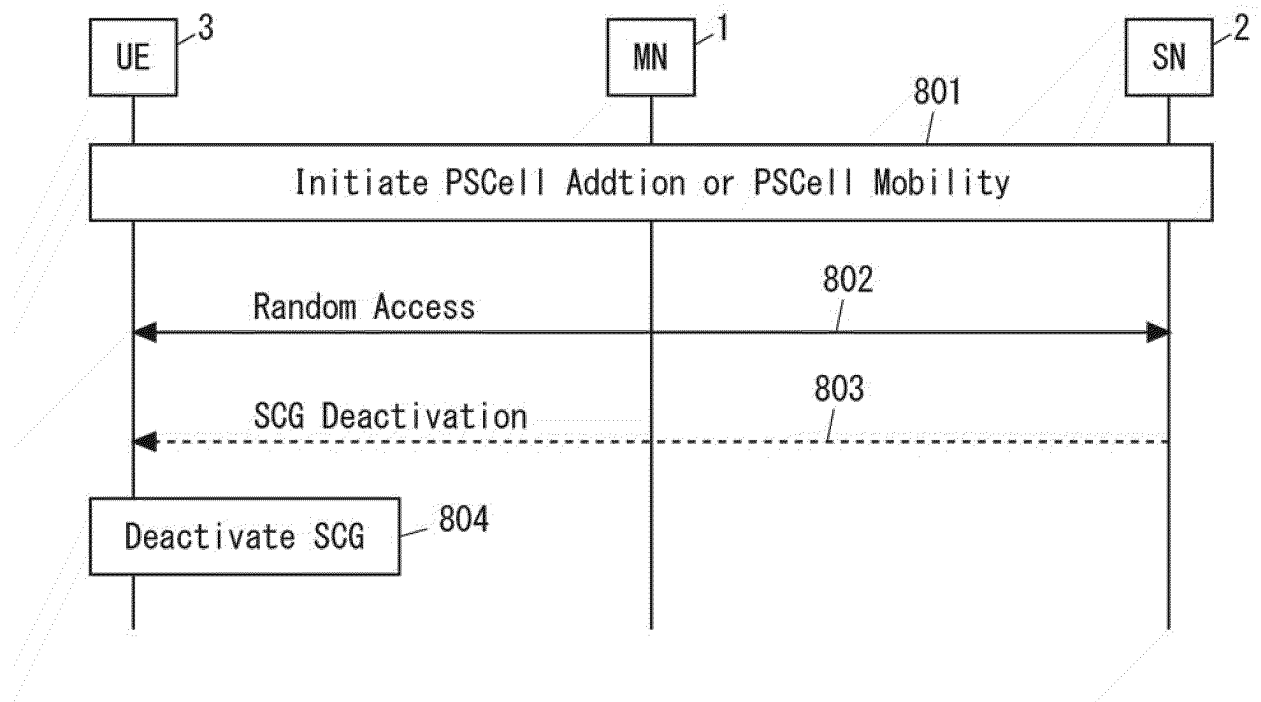 UE 3 MN 1 SN 2
801
Initiate PSCell Addtion or PSCell Mobility
802
Random Access
803
SCG Deactivation
Deactivate SCG 804